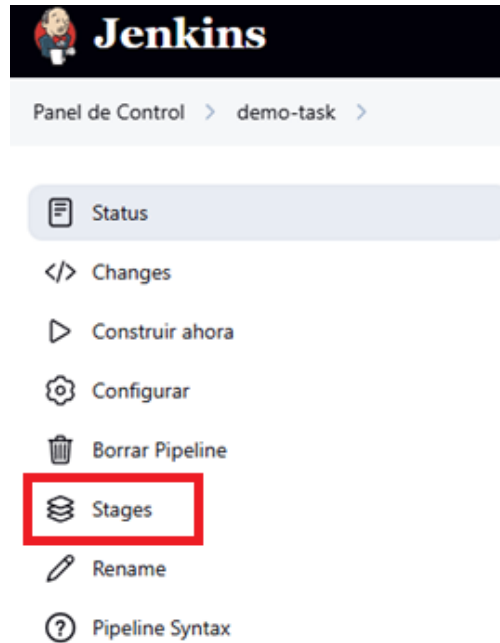 Jenkins
Panel de Control > demo-task >
Status
Changes
Construir ahora
Configurar
Borrar Pipeline
Stages
Rename
Pipeline Syntax